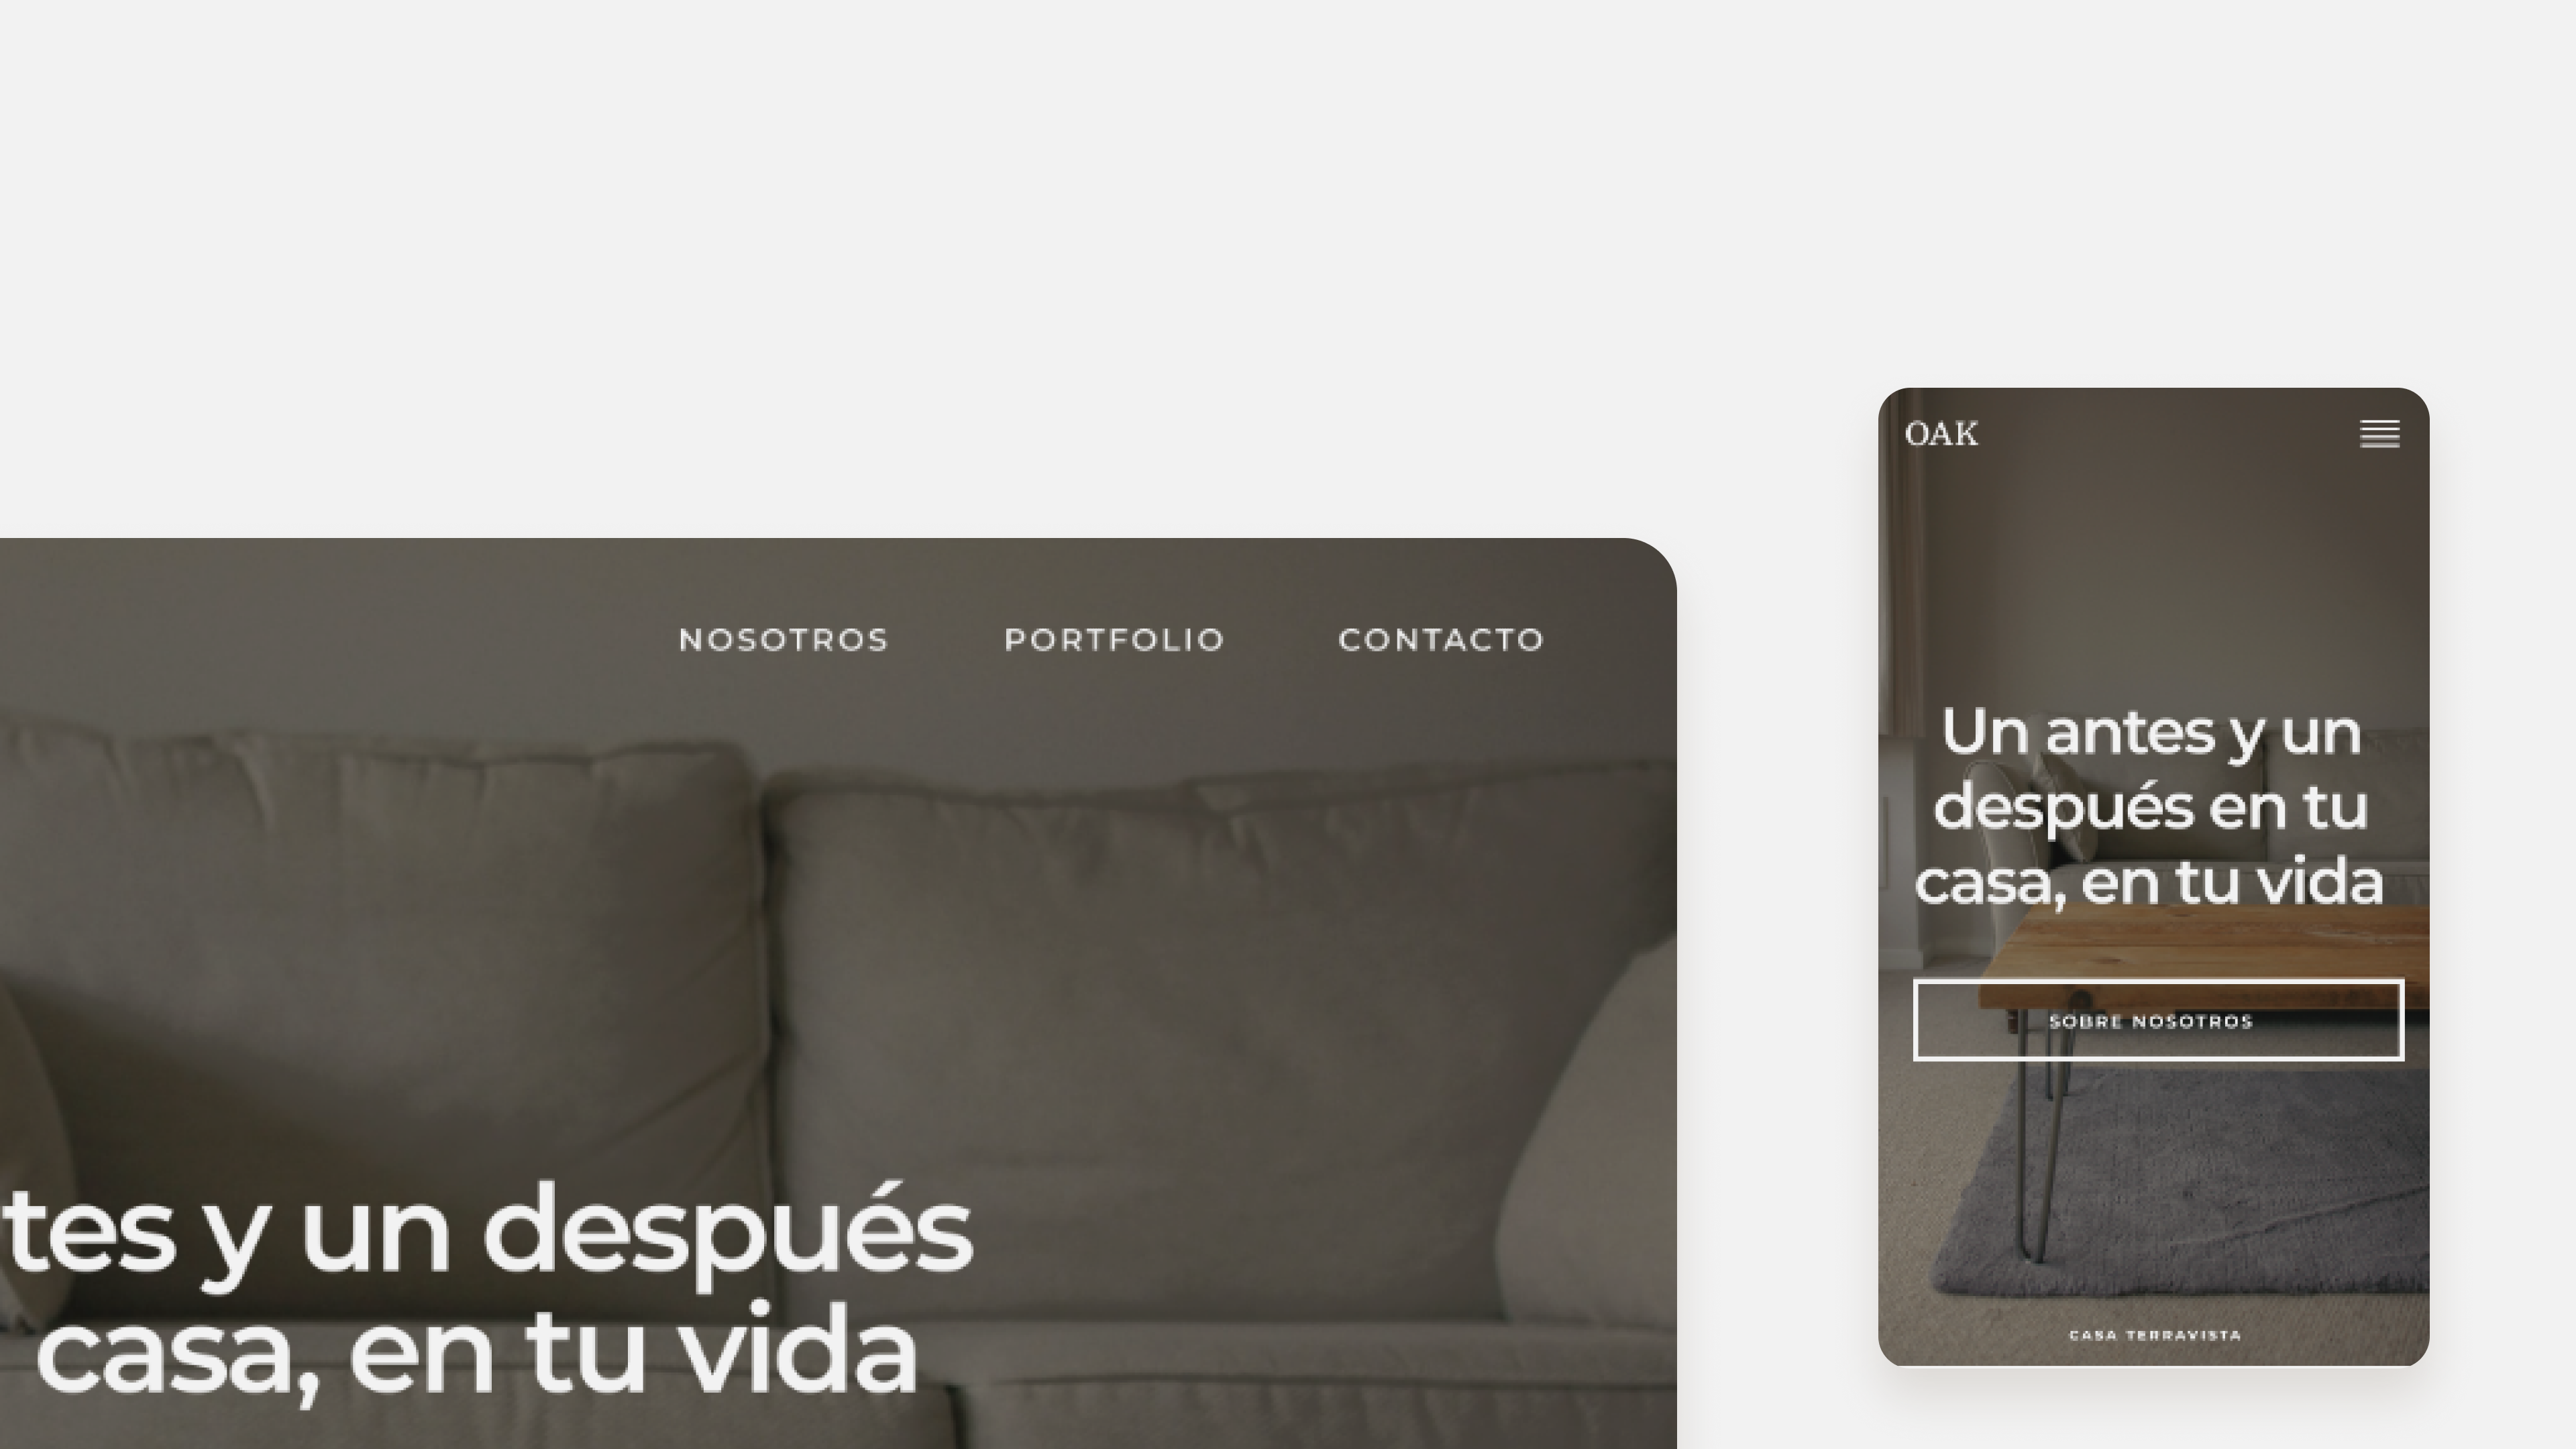 NOSOTROS PORTFOLIO CONTACTO
tes y un después
casa, en tu vida
OAK
Un antes y un
después en tu
casa, en tu vida
SOBRE NOSOTROS
CASA TERRAVISTA